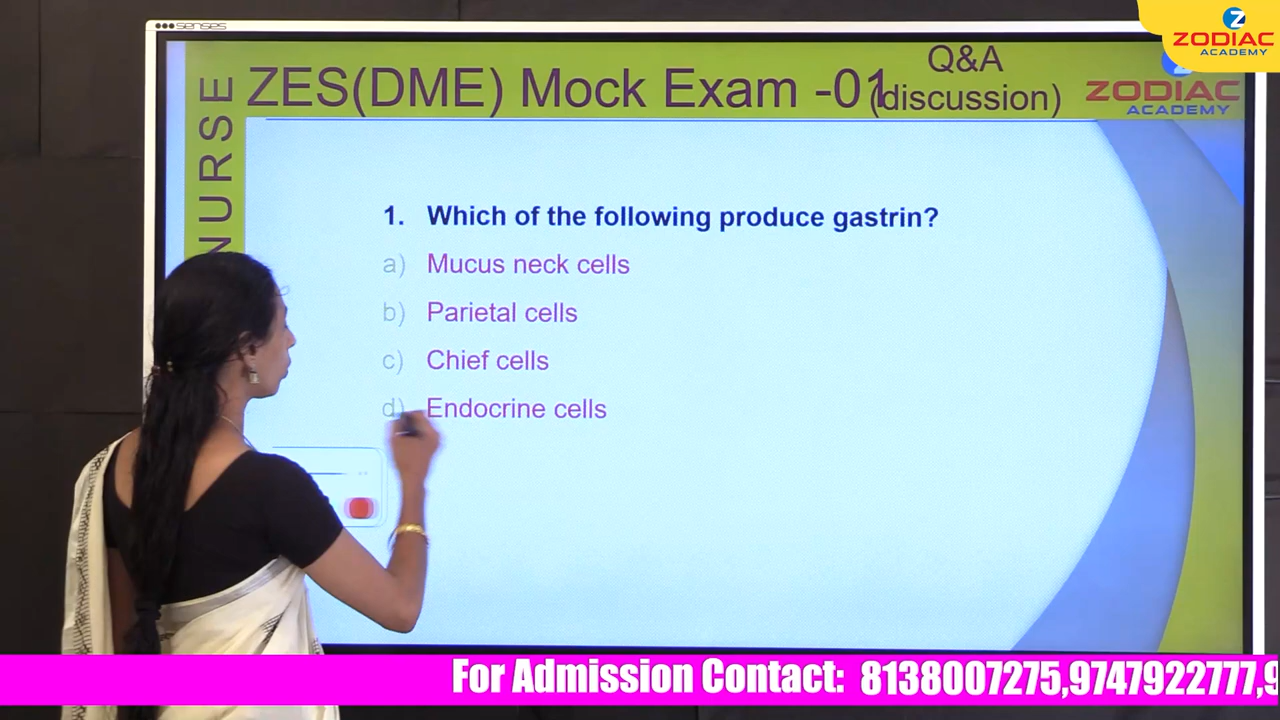 senses
ZODIAC
ACADEMY
NURSE
ZES(DME) Mock Exam -01
Q&A
(discussion)
ZODIAC
ACADEMY
1. Which of the following produce gastrin?
a) Mucus neck cells
b) Parietal cells
c) Chief cells
d) Endocrine cells
For Admission Contact: 8138007275,9747922777,9